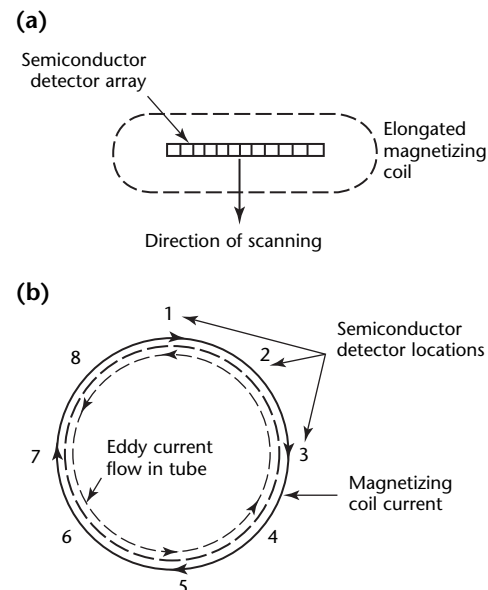 (a)
Semiconductor
detector array
Elongated
magnetizing
coil
Direction of scanning
(b)
1
2
3
4
5
6
7
8
Semiconductor
detector locations
Eddy current
flow in tube
Magnetizing
coil current